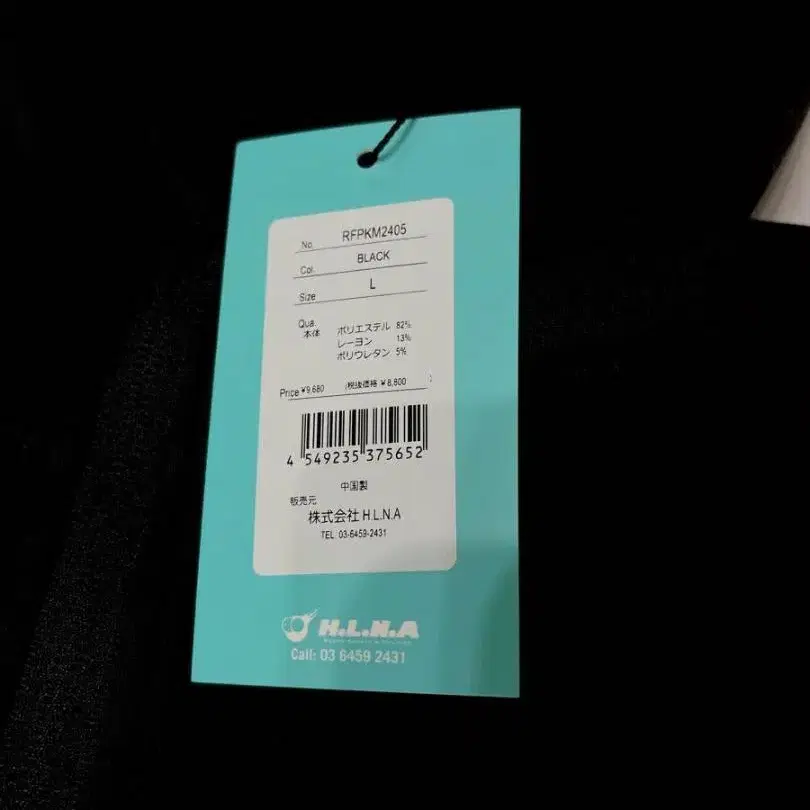 No. RFPKM2405
Col. BLACK
Size L
Qua.
本体 ポリエステル 82%
レーヨン 13%
ポリウレタン 5%
Price ¥9,680 (税抜価格 ¥8,800 )
4 549235 375652
中国製
販売元
株式会社 H.L.N.A
TEL 03-6459-2431
H.L.N.A
Call: 03 6459 2431